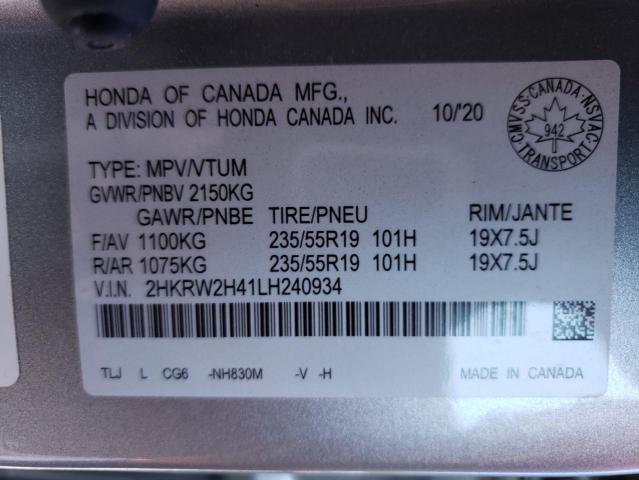 HONDA OF CANADA MFG.,
A DIVISION OF HONDA CANADA INC. 10/'20
CMVSS·CANADA·NSVAC·TRANSPORT·
942
TYPE: MPV/VTUM
GVWR/PNBV 2150KG
GAWR/PNBE TIRE/PNEU RIM/JANTE
F/AV 1100KG 235/55R19 101H 19X7.5J
R/AR 1075KG 235/55R19 101H 19X7.5J
V.I.N. 2HKRW2H41LH240934
TLJ L CG6 -NH830M -V -H MADE IN CANADA